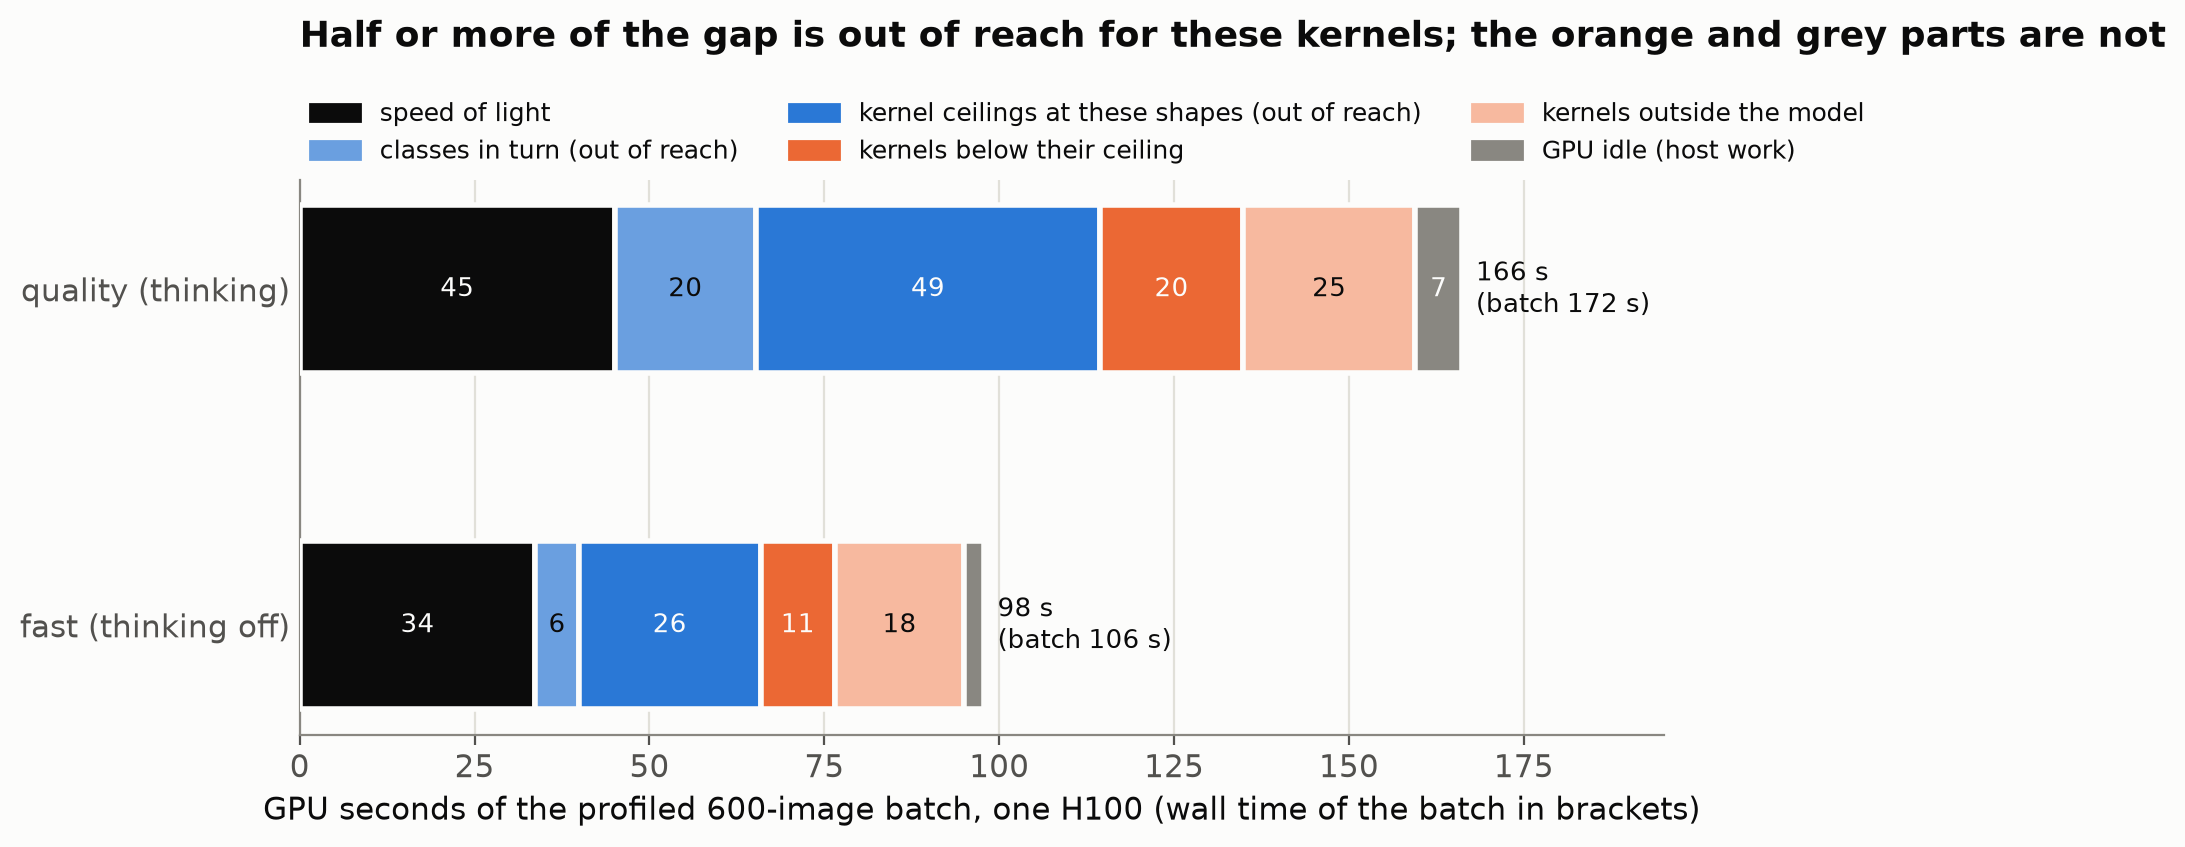 Half or more of the gap is out of reach for these kernels; the orange and grey parts are not
speed of light
classes in turn (out of reach)
kernel ceilings at these shapes (out of reach)
kernels below their ceiling
kernels outside the model
GPU idle (host work)
quality (thinking)
45
20
49
20
25
7
166 s
(batch 172 s)
fast (thinking off)
34
6
26
11
18
98 s
(batch 106 s)
0 25 50 75 100 125 150 175
GPU seconds of the profiled 600-image batch, one H100 (wall time of the batch in brackets)